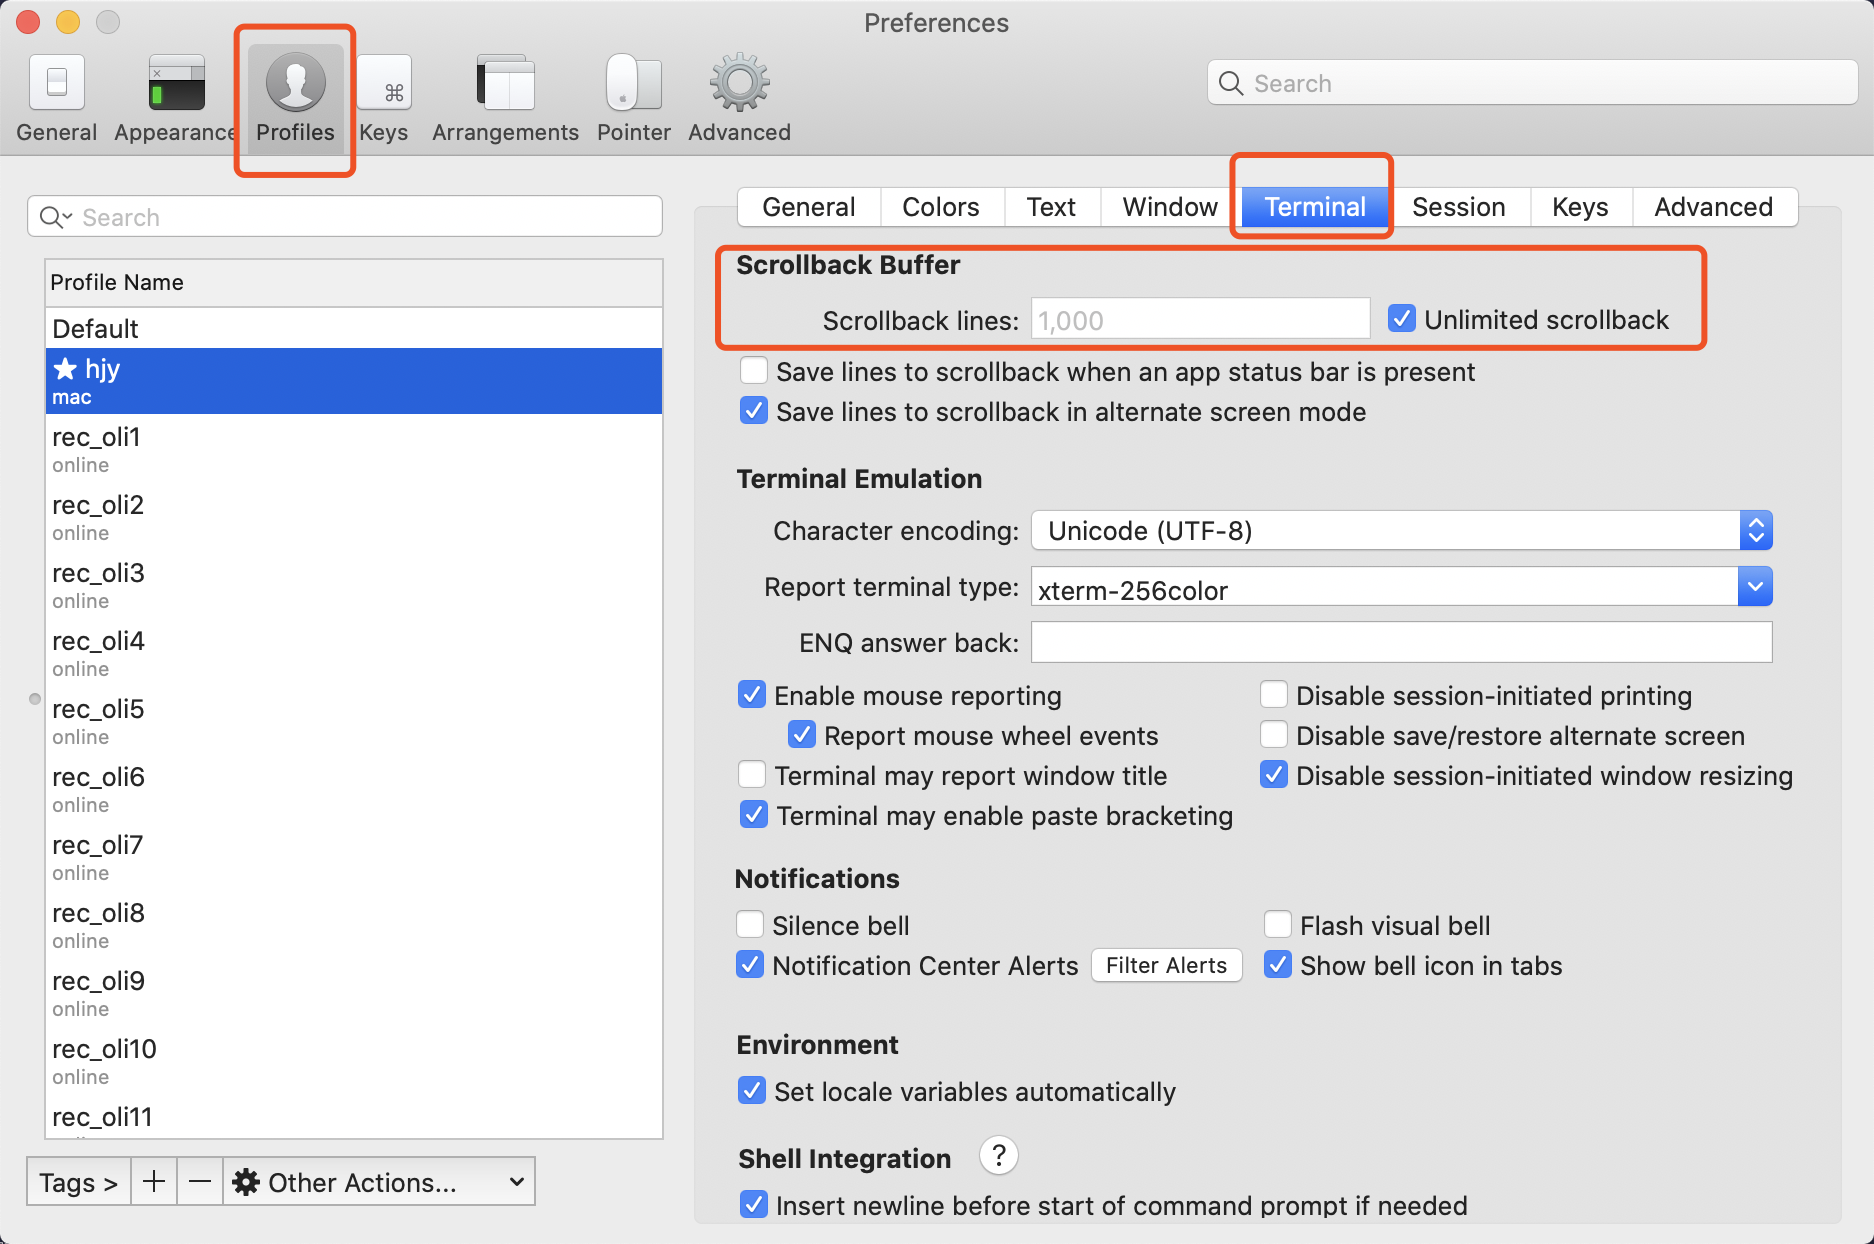 Preferences
General Appearance Profiles Keys Arrangements Pointer Advanced
Search
Search
Profile Name
Default
★ hjy
mac
rec_oli1
online
rec_oli2
online
rec_oli3
online
rec_oli4
online
rec_oli5
online
rec_oli6
online
rec_oli7
online
rec_oli8
online
rec_oli9
online
rec_oli10
online
rec_oli11
Tags > + — Other Actions...
General Colors Text Window Terminal Session Keys Advanced
Scrollback Buffer
Scrollback lines: 1,000 Unlimited scrollback
Save lines to scrollback when an app status bar is present
Save lines to scrollback in alternate screen mode
Terminal Emulation
Character encoding: Unicode (UTF-8)
Report terminal type: xterm-256color
ENQ answer back:
Enable mouse reporting Disable session-initiated printing
Report mouse wheel events Disable save/restore alternate screen
Terminal may report window title Disable session-initiated window resizing
Terminal may enable paste bracketing
Notifications
Silence bell Flash visual bell
Notification Center Alerts Filter Alerts Show bell icon in tabs
Environment
Set locale variables automatically
Shell Integration ?
Insert newline before start of command prompt if needed